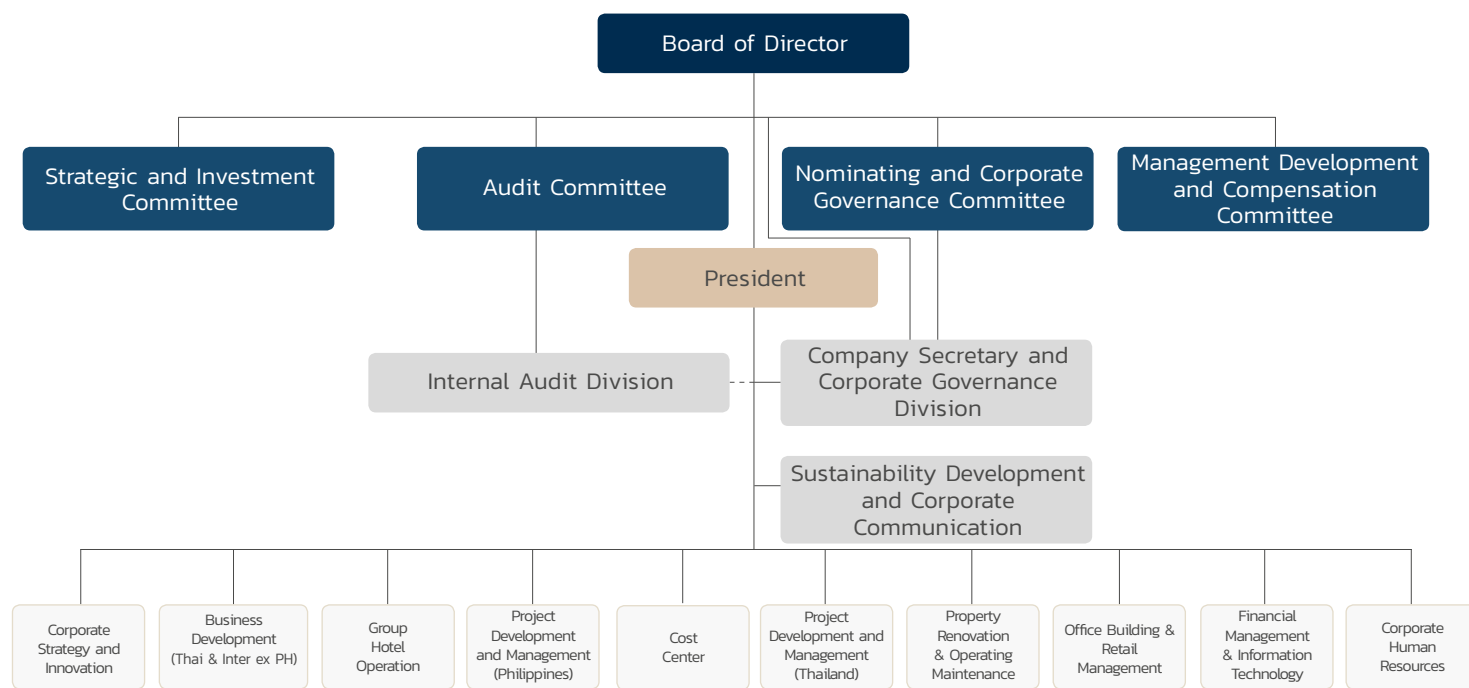 Board of Director
Strategic and Investment
Committee
Audit Committee
Nominating and Corporate
Governance Committee
Management Development
and Compensation
Committee
President
Internal Audit Division
Company Secretary and
Corporate Governance
Division
Sustainability Development
and Corporate
Communication
Corporate
Strategy and
Innovation
Business
Development
(Thai & Inter ex PH)
Group
Hotel
Operation
Project
Development
and Management
(Philippines)
Cost
Center
Project
Development and
Management
(Thailand)
Property
Renovation
& Operating
Maintenance
Office Building &
Retail
Management
Financial
Management
& Information
Technology
Corporate
Human
Resources